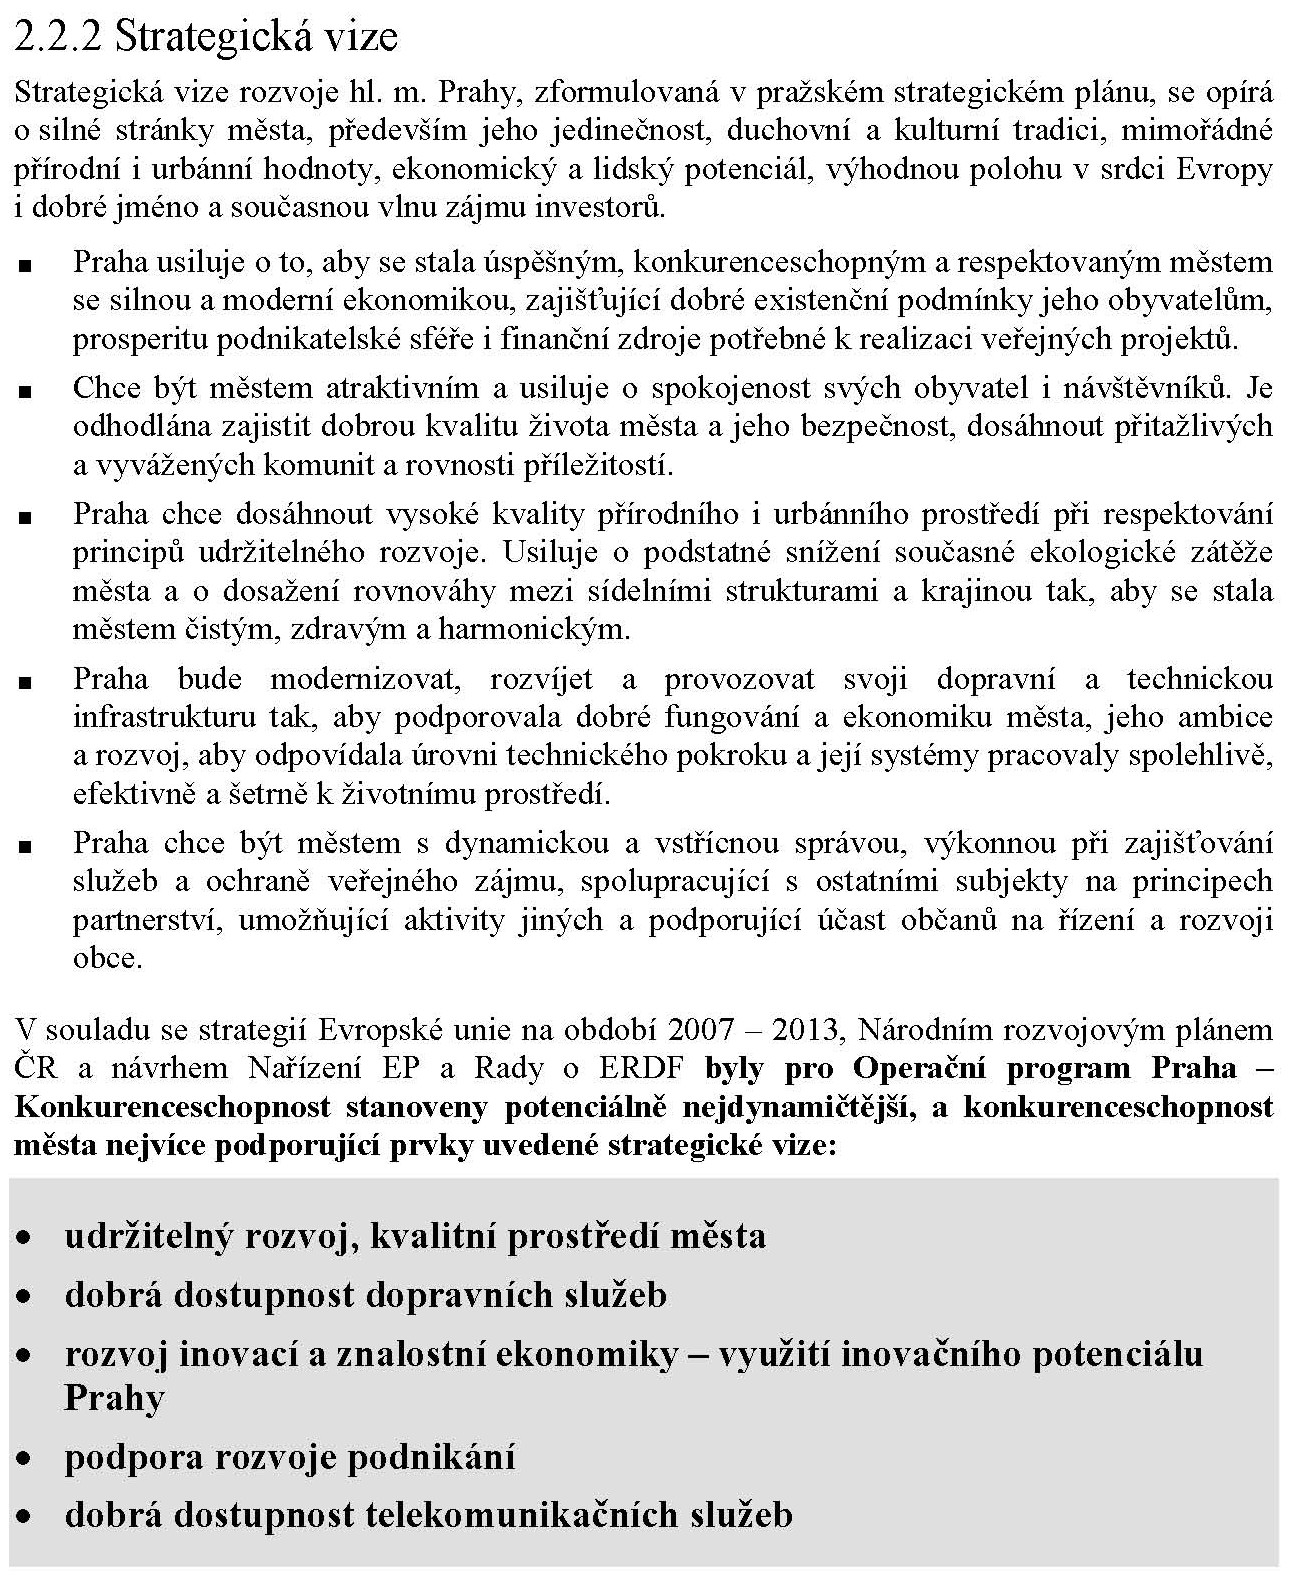 2.2.2 Strategická vize
Strategická vize rozvoje hl. m. Prahy, zformulovaná v pražském strategickém plánu, se opírá
o silné stránky města, především jeho jedinečnost, duchovní a kulturní tradici, mimořádné
přírodní i urbánní hodnoty, ekonomický a lidský potenciál, výhodnou polohu v srdci Evropy
i dobré jméno a současnou vlnu zájmu investorů.
▪ Praha usiluje o to, aby se stala úspěšným, konkurenceschopným a respektovaným městem
se silnou a moderní ekonomikou, zajišťující dobré existenční podmínky jeho obyvatelům,
prosperitu podnikatelské sféře i finanční zdroje potřebné k realizaci veřejných projektů.
▪ Chce být městem atraktivním a usiluje o spokojenost svých obyvatel i návštěvníků. Je
odhodlána zajistit dobrou kvalitu života města a jeho bezpečnost, dosáhnout přitažlivých
a vyvážených komunit a rovnosti příležitostí.
▪ Praha chce dosáhnout vysoké kvality přírodního i urbánního prostředí při respektování
principů udržitelného rozvoje. Usiluje o podstatné snížení současné ekologické zátěže
města a o dosažení rovnováhy mezi sídelními strukturami a krajinou tak, aby se stala
městem čistým, zdravým a harmonickým.
▪ Praha bude modernizovat, rozvíjet a provozovat svoji dopravní a technickou
infrastrukturu tak, aby podporovala dobré fungování a ekonomiku města, jeho ambice
a rozvoj, aby odpovídala úrovni technického pokroku a její systémy pracovaly spolehlivě,
efektivně a šetrně k životnímu prostředí.
▪ Praha chce být městem s dynamickou a vstřícnou správou, výkonnou při zajišťování
služeb a ochraně veřejného zájmu, spolupracující s ostatními subjekty na principech
partnerství, umožňující aktivity jiných a podporující účast občanů na řízení a rozvoji
obce.
V souladu se strategií Evropské unie na období 2007 – 2013, Národním rozvojovým plánem
ČR a návrhem Nařízení EP a Rady o ERDF byly pro Operační program Praha –
Konkurenceschopnost stanoveny potenciálně nejdynamičtější, a konkurenceschopnost
města nejvíce podporující prvky uvedené strategické vize:
• udržitelný rozvoj, kvalitní prostředí města
• dobrá dostupnost dopravních služeb
• rozvoj inovací a znalostní ekonomiky – využití inovačního potenciálu
Prahy
• podpora rozvoje podnikání
• dobrá dostupnost telekomunikačních služeb